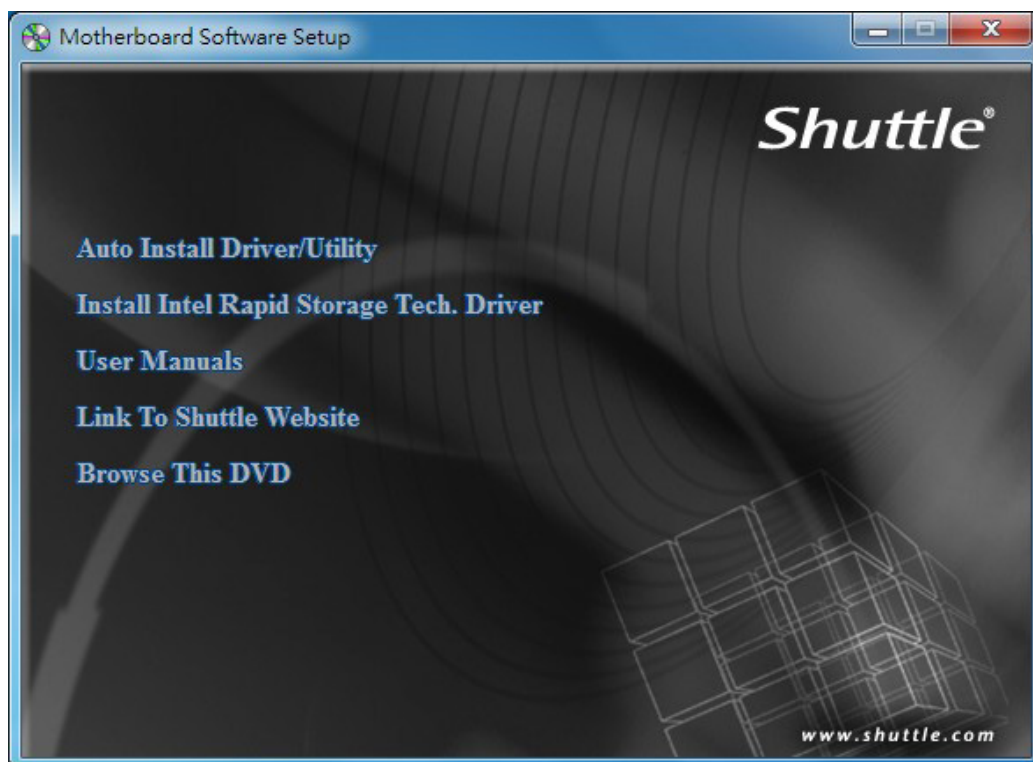 Motherboard Software Setup
Shuttle®
Auto Install Driver/Utility
Install Intel Rapid Storage Tech. Driver
User Manuals
Link To Shuttle Website
Browse This DVD
www.shuttle.com